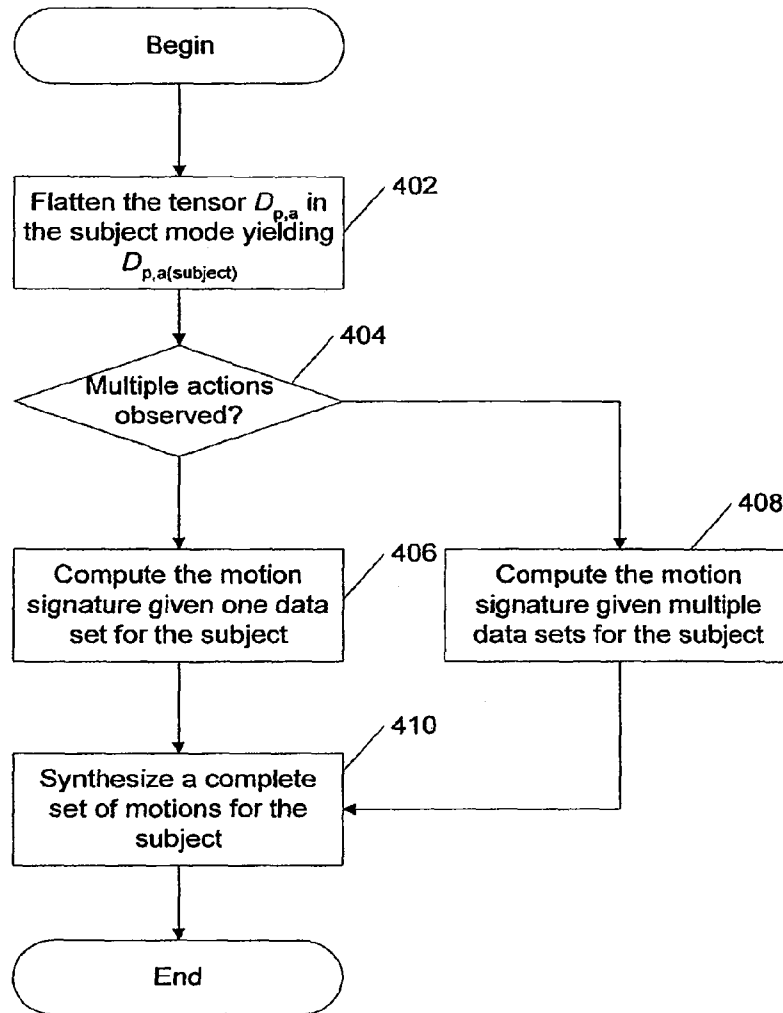 Begin
402
Flatten the tensor D_p,a in
the subject mode yielding
D_p,a(subject)
404
Multiple actions
observed?
408
406
Compute the motion
signature given one data
set for the subject
Compute the motion
signature given multiple
data sets for the subject
410
Synthesize a complete
set of motions for the
subject
End